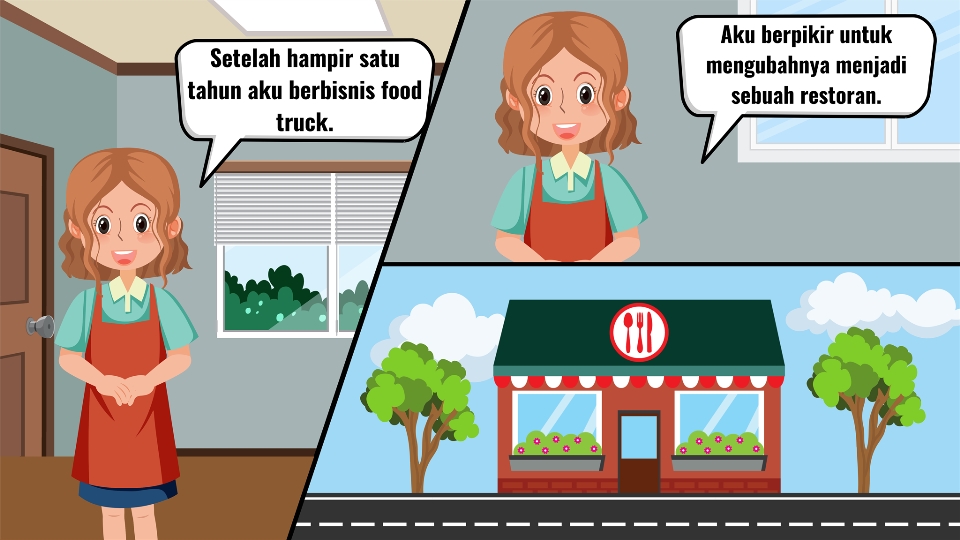 Setelah hampir satu
tahun aku berbisnis food
truck.
Aku berpikir untuk
mengubahnya menjadi
sebuah restoran.